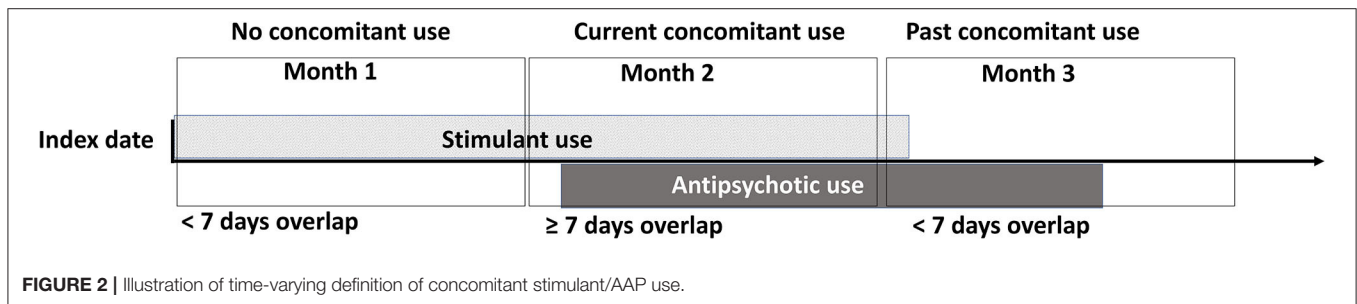 No concomitant use Current concomitant use Past concomitant use
Month 1 Month 2 Month 3
Index date Stimulant use
Antipsychotic use
< 7 days overlap ≥ 7 days overlap < 7 days overlap
FIGURE 2 | Illustration of time-varying definition of concomitant stimulant/AAP use.